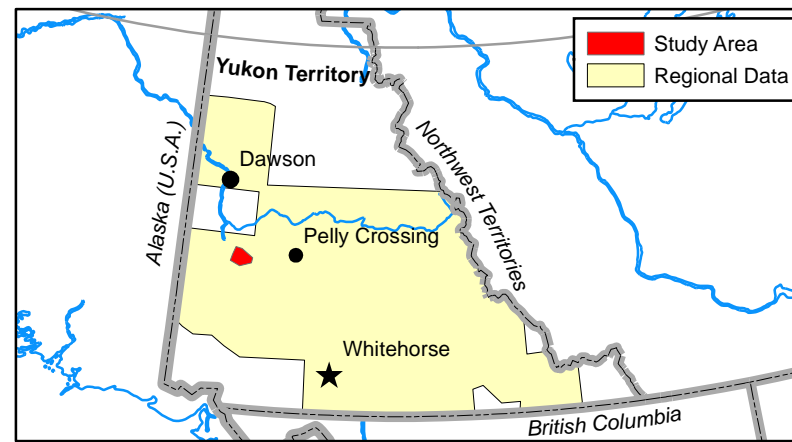 Study Area
Regional Data
Yukon Territory
Alaska (U.S.A.)
Dawson
Northwest Territories
Pelly Crossing
Whitehorse
British Columbia